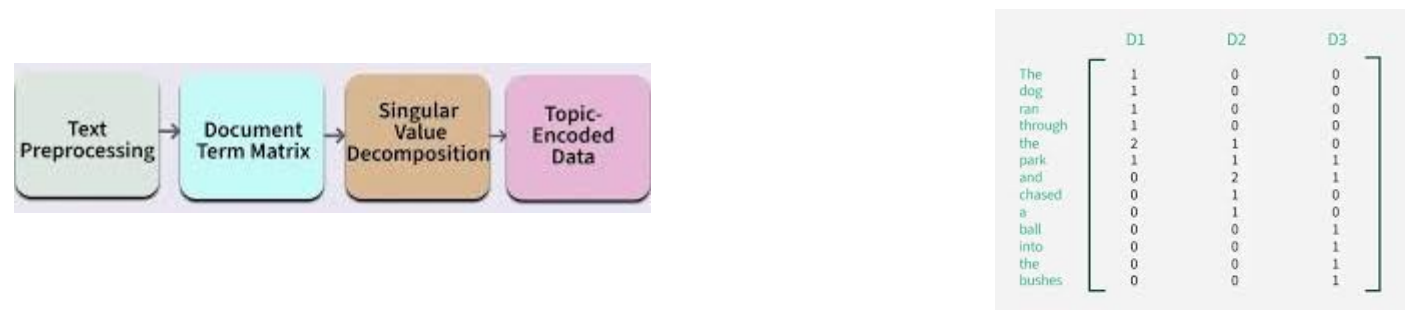 Text
Preprocessing
Document
Term Matrix
Singular
Value
Decomposition
Topic-
Encoded
Data
D1 D2 D3
The 1 0 0
dog 1 0 0
ran 1 0 0
through 1 0 0
the 2 1 0
park 1 1 1
and 0 2 1
chased 0 1 0
a 0 1 0
ball 0 0 1
into 0 0 1
the 0 0 1
bushes 0 0 1